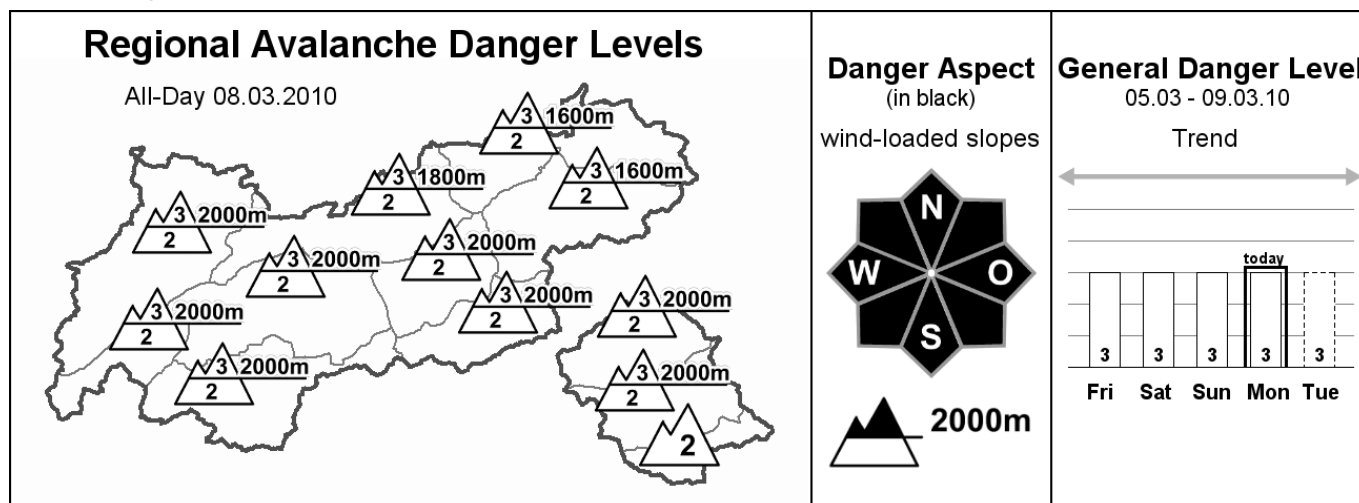 Regional Avalanche Danger Levels
All-Day 08.03.2010
3 1600m
2
3 1600m
2
3 1800m
2
3 2000m
2
3 2000m
2
3 2000m
2
3 2000m
2
3 2000m
2
3 2000m
2
3 2000m
2
3 2000m
2
2
Danger Aspect
(in black)
wind-loaded slopes
N
W O
S
2000m
General Danger Level
05.03 - 09.03.10
Trend
today
3 3 3 3 3
Fri Sat Sun Mon Tue